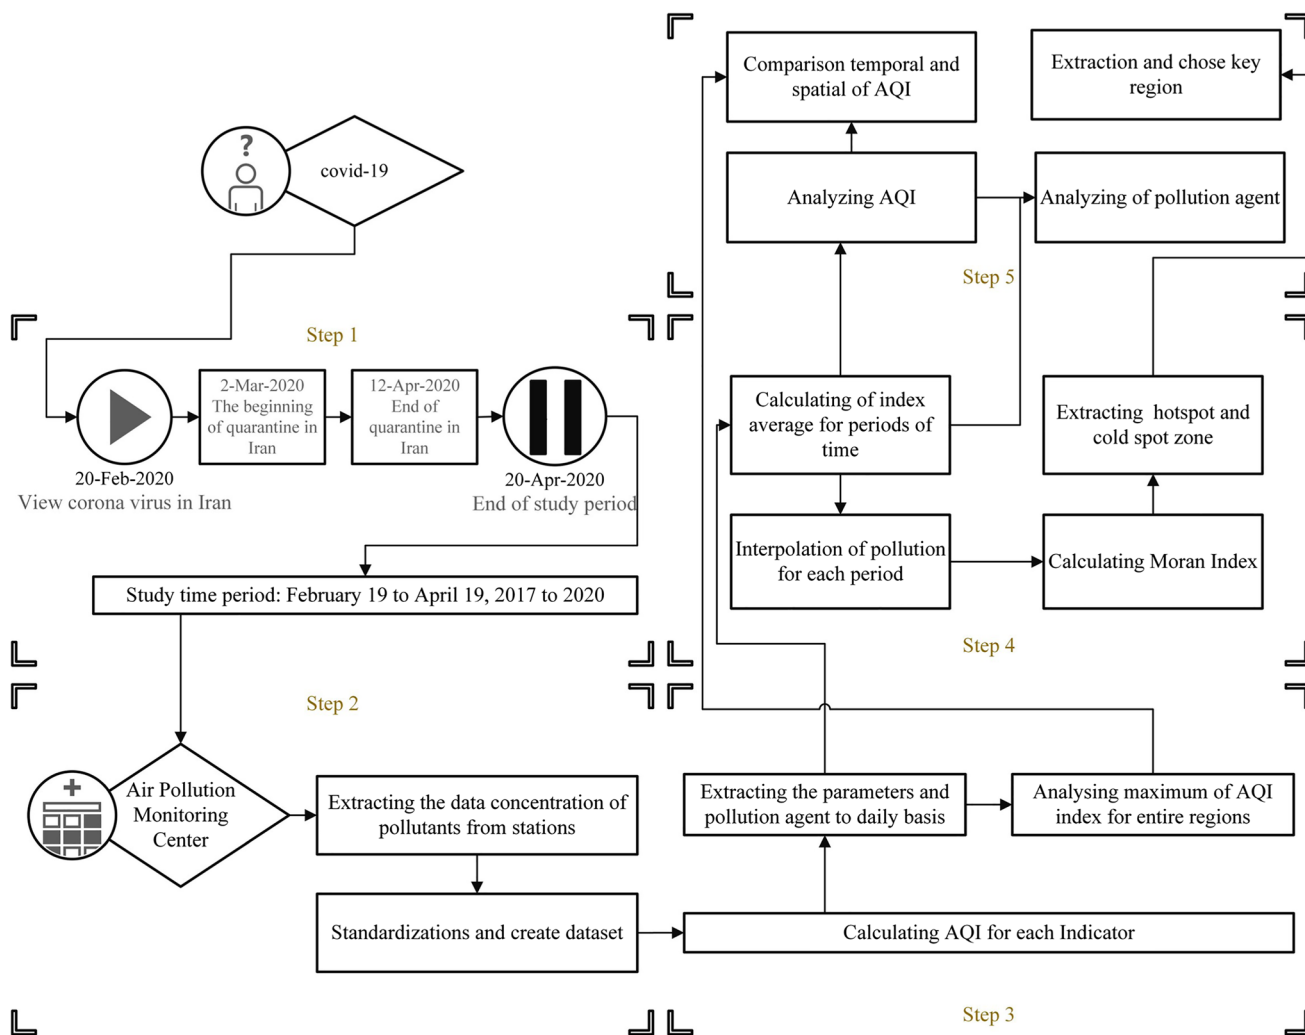 ?
covid-19
Step 1
2-Mar-2020
The beginning
of quarantine in
Iran
12-Apr-2020
End of
quarantine in
Iran
20-Feb-2020
View corona virus in Iran
20-Apr-2020
End of study period
Study time period: February 19 to April 19, 2017 to 2020
Step 2
Air Pollution
Monitoring
Center
Extracting the data concentration of
pollutants from stations
Standardizations and create dataset
Calculating AQI for each Indicator
Extracting the parameters and
pollution agent to daily basis
Analysing maximum of AQI
index for entire regions
Step 3
Calculating of index
average for periods of
time
Interpolation of pollution
for each period
Calculating Moran Index
Extracting hotspot and
cold spot zone
Step 4
Comparison temporal and
spatial of AQI
Extraction and chose key
region
Analyzing AQI
Analyzing of pollution agent
Step 5